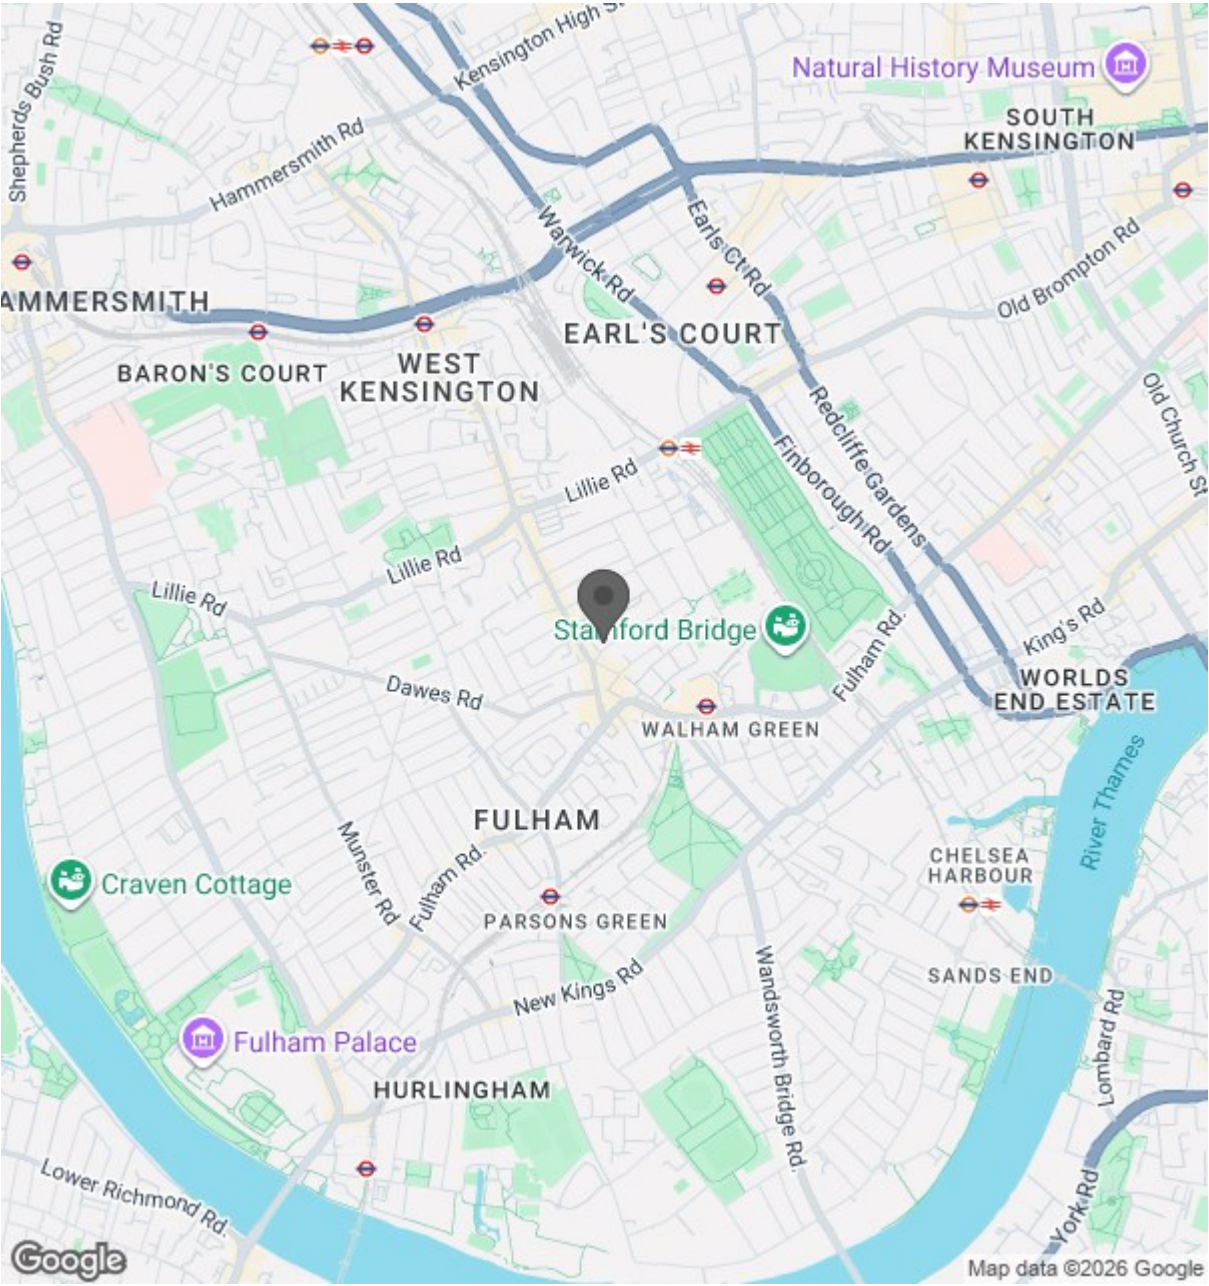 Shepherds Bush Rd
Kensington High St
Natural History Museum
SOUTH
KENSINGTON
Hammersmith Rd
Warwick Rd
Earls Ct Rd
Old Brompton Rd
AMMERSMITH
EARL'S COURT
BARON'S COURT
WEST
KENSINGTON
Old Church St
Redcliffe Gardens
Finborough Rd
Lillie Rd
Lillie Rd
Lillie Rd
Stamford Bridge
King's Rd
Fulham Rd.
WORLDS
END ESTATE
Dawes Rd
WALHAM GREEN
River Thames
FULHAM
Munster Rd
Fulham Rd.
CHELSEA
HARBOUR
Craven Cottage
PARSONS GREEN
Wandsworth Bridge Rd.
SANDS END
New Kings Rd
Lombard Rd
Fulham Palace
HURLINGHAM
Lower Richmond Rd.
York Rd
Google
Map data ©2026 Google